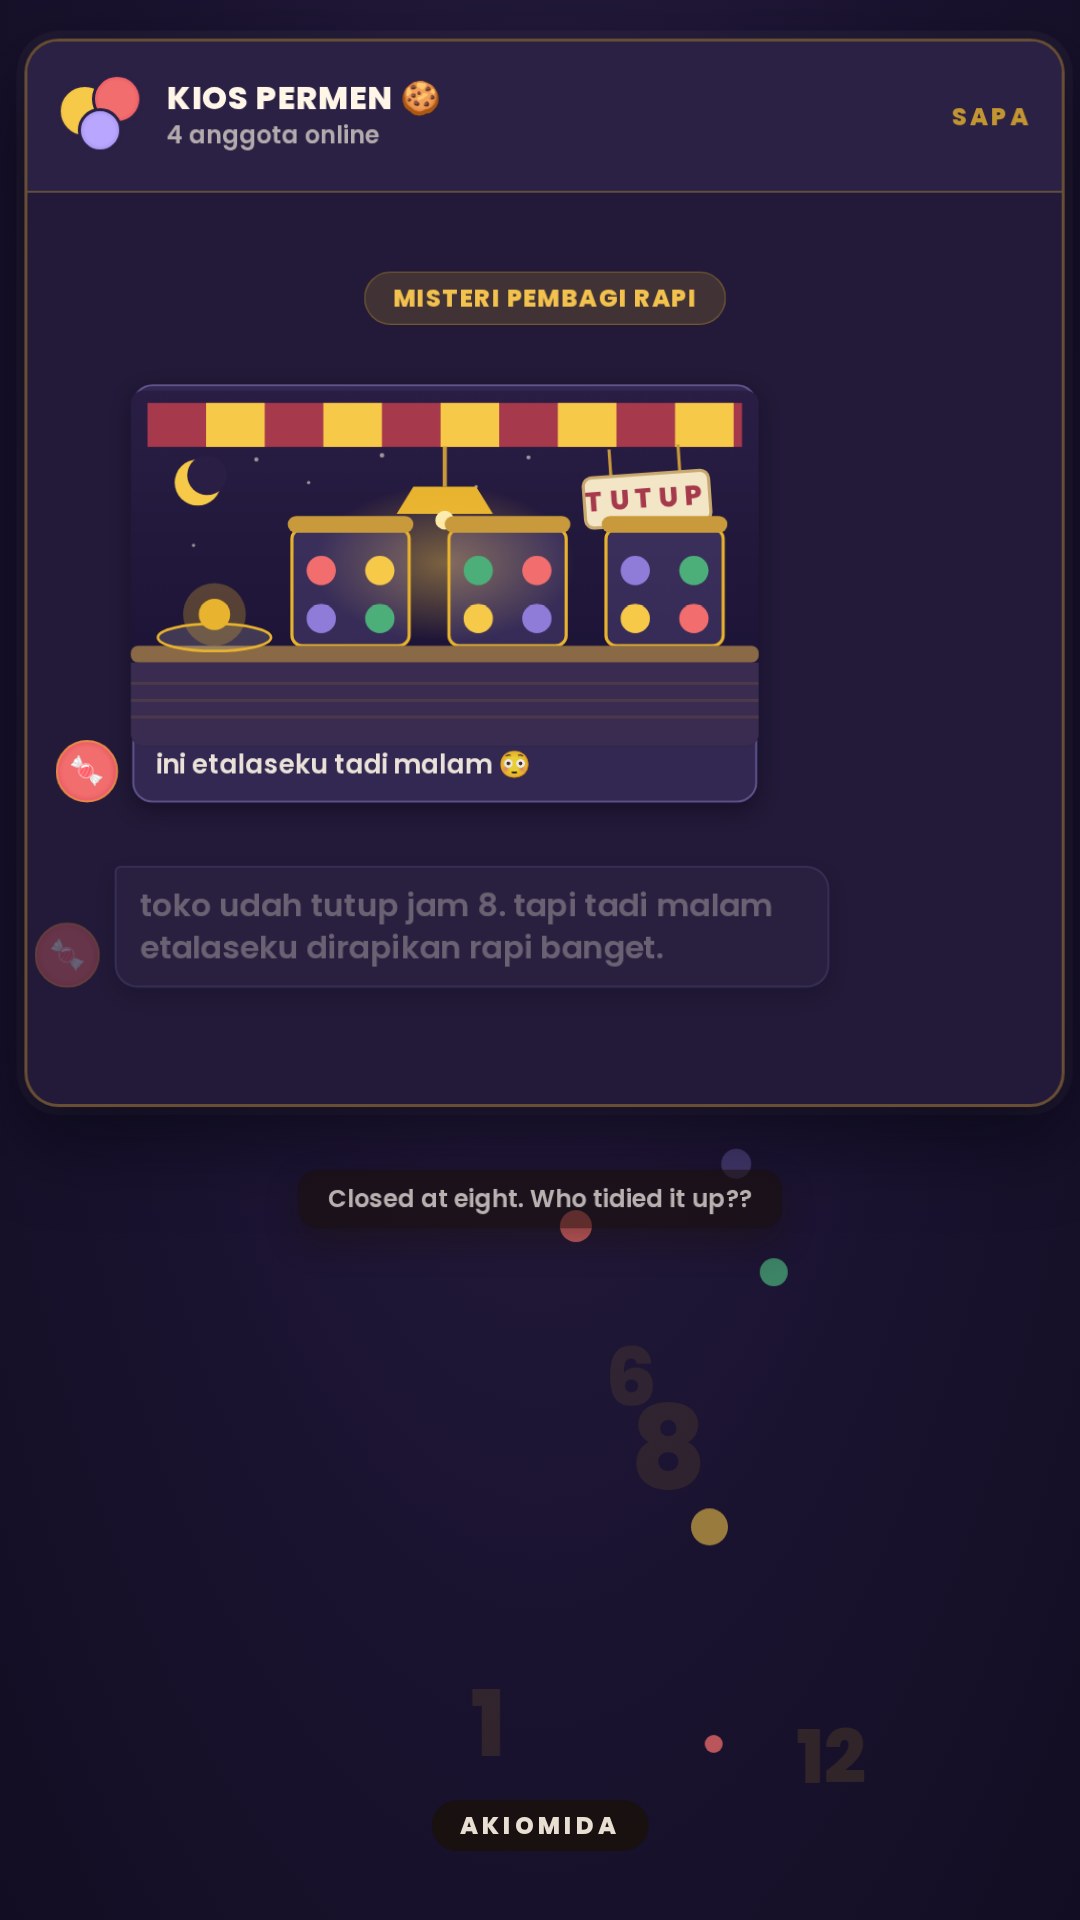 KIOS PERMEN 🍪
4 anggota online
SAPA
MISTERI PEMBAGI RAPI
TUTUP
ini etalaseku tadi malam 😳
toko udah tutup jam 8. tapi tadi malam
etalaseku dirapikan rapi banget.
Closed at eight. Who tidied it up??
6
8
1
12
AKIOMIDA